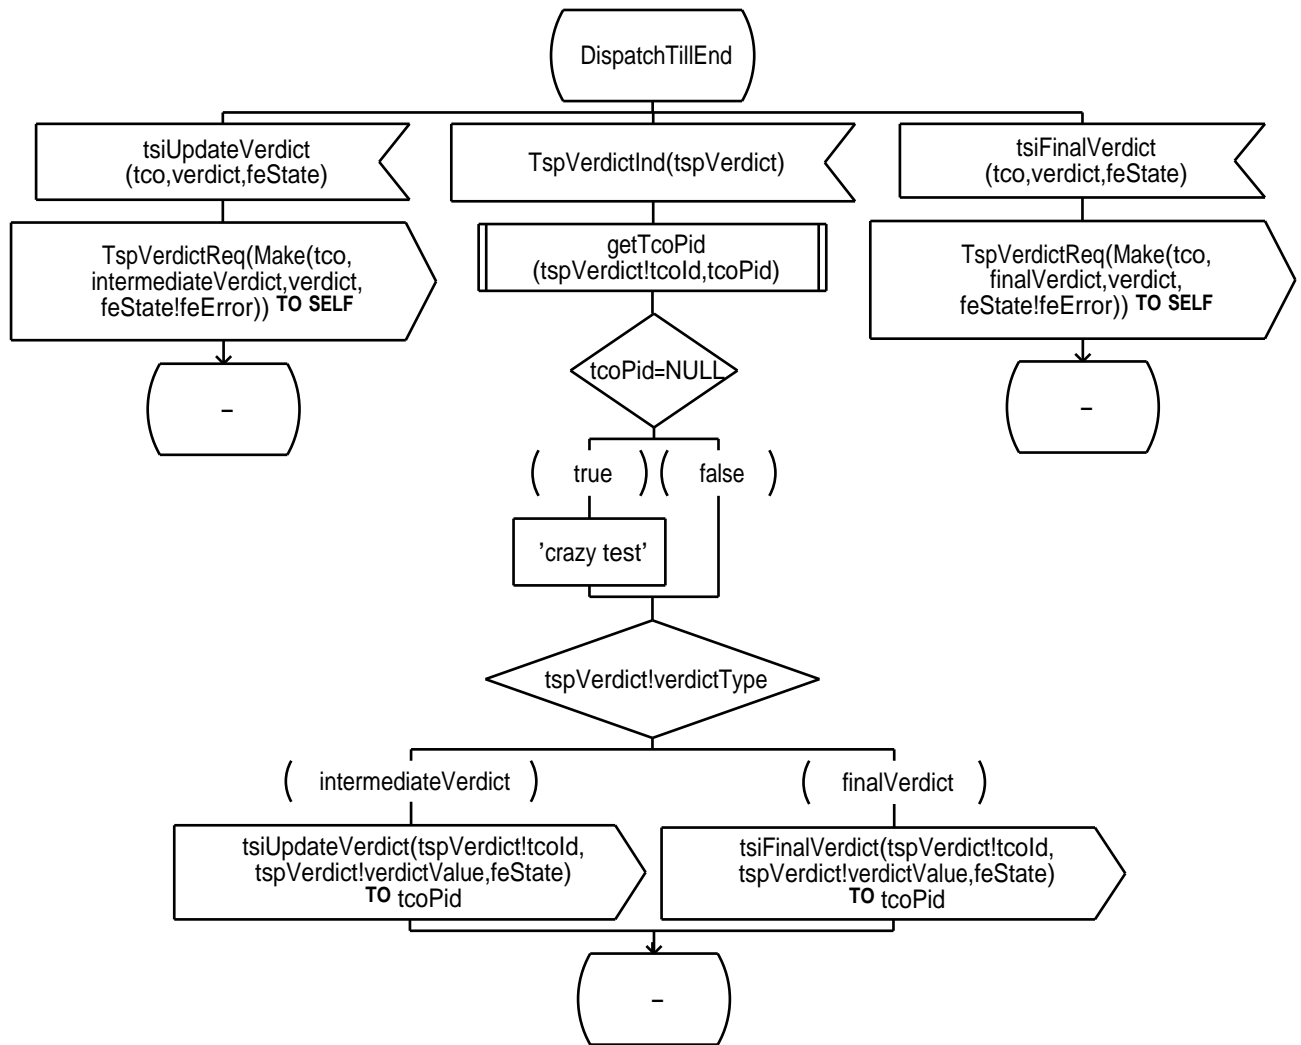 DispatchTillEnd
tsiUpdateVerdict
(tco,verdict,feState)
TspVerdictInd(tspVerdict)
tsiFinalVerdict
(tco,verdict,feState)
TspVerdictReq(Make(tco,
intermediateVerdict,verdict,
feState!feError)) TO SELF
getTcoPid
(tspVerdict!tcoId,tcoPid)
TspVerdictReq(Make(tco,
finalVerdict,verdict,
feState!feError)) TO SELF
tcoPid=NULL
–
–
( true ) ( false )
'crazy test'
tspVerdict!verdictType
( intermediateVerdict )
( finalVerdict )
tsiUpdateVerdict(tspVerdict!tcoId,
tspVerdict!verdictValue,feState)
TO tcoPid
tsiFinalVerdict(tspVerdict!tcoId,
tspVerdict!verdictValue,feState)
TO tcoPid
–